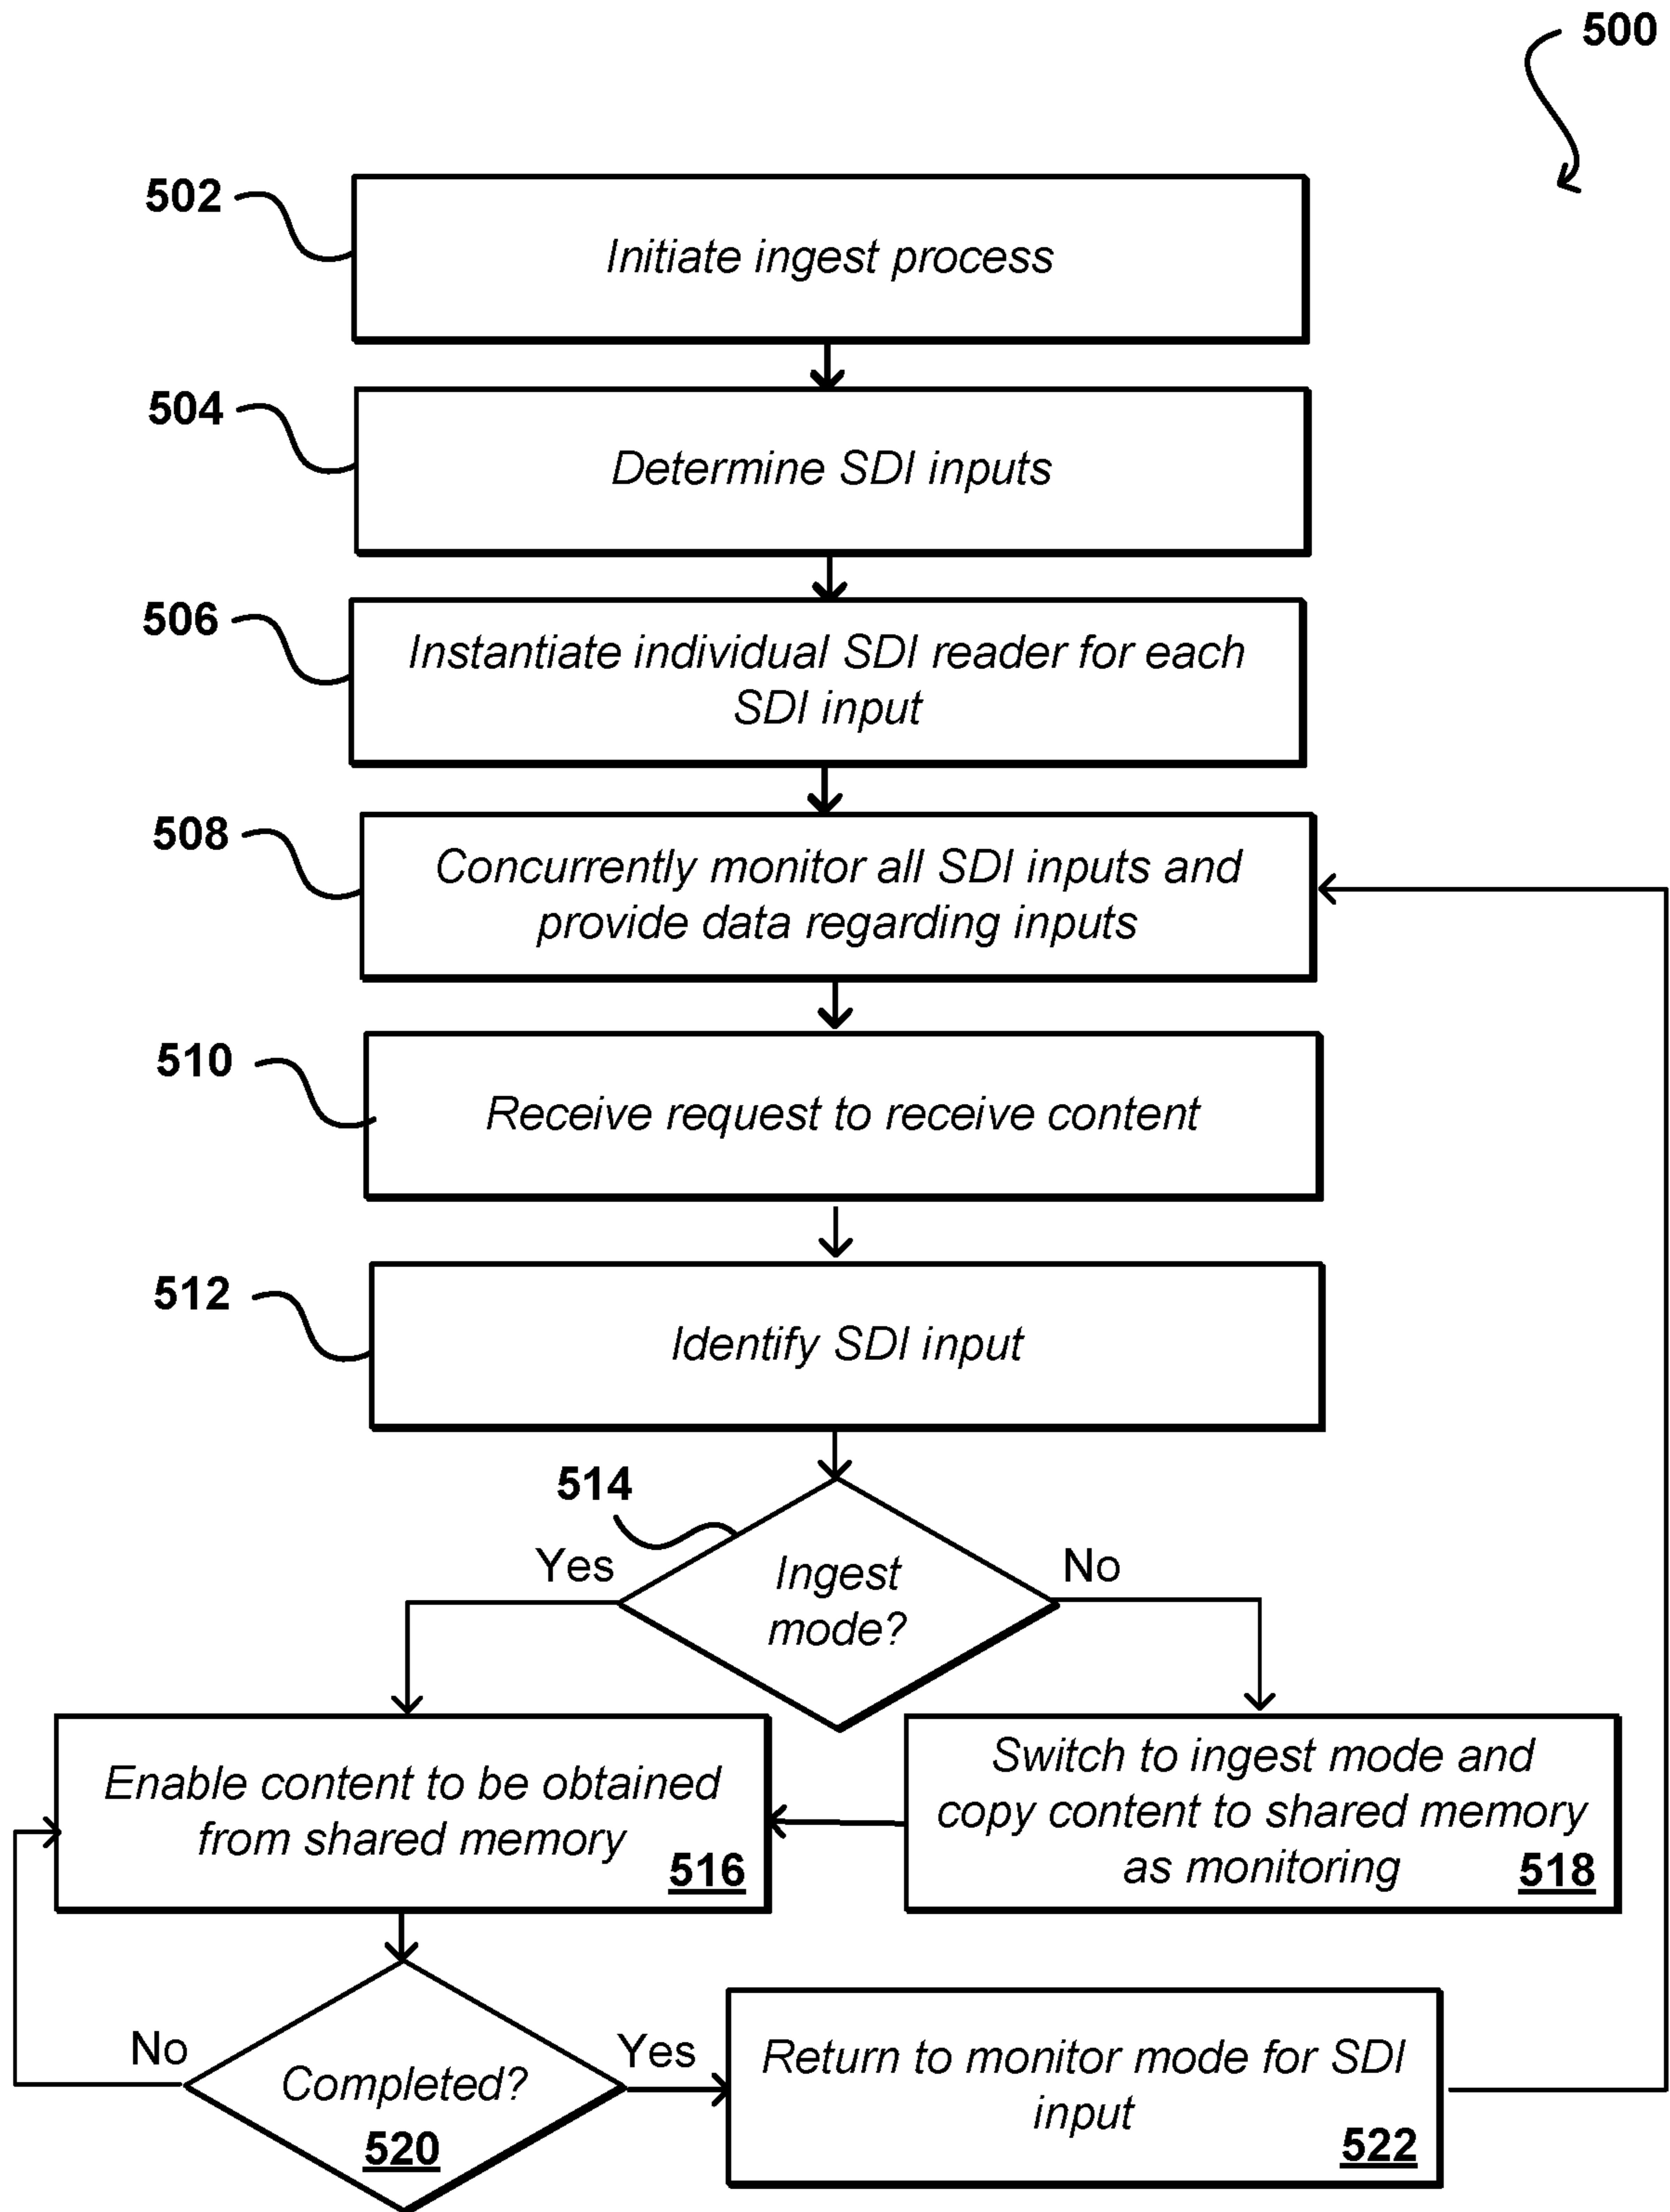 500
502
Initiate ingest process
504
Determine SDI inputs
506
Instantiate individual SDI reader for each
SDI input
508
Concurrently monitor all SDI inputs and
provide data regarding inputs
510
Receive request to receive content
512
Identify SDI input
514
Yes
Ingest
mode?
No
Enable content to be obtained
from shared memory
516
Switch to ingest mode and
copy content to shared memory
as monitoring
518
No
Completed?
520
Yes
Return to monitor mode for SDI
input
522